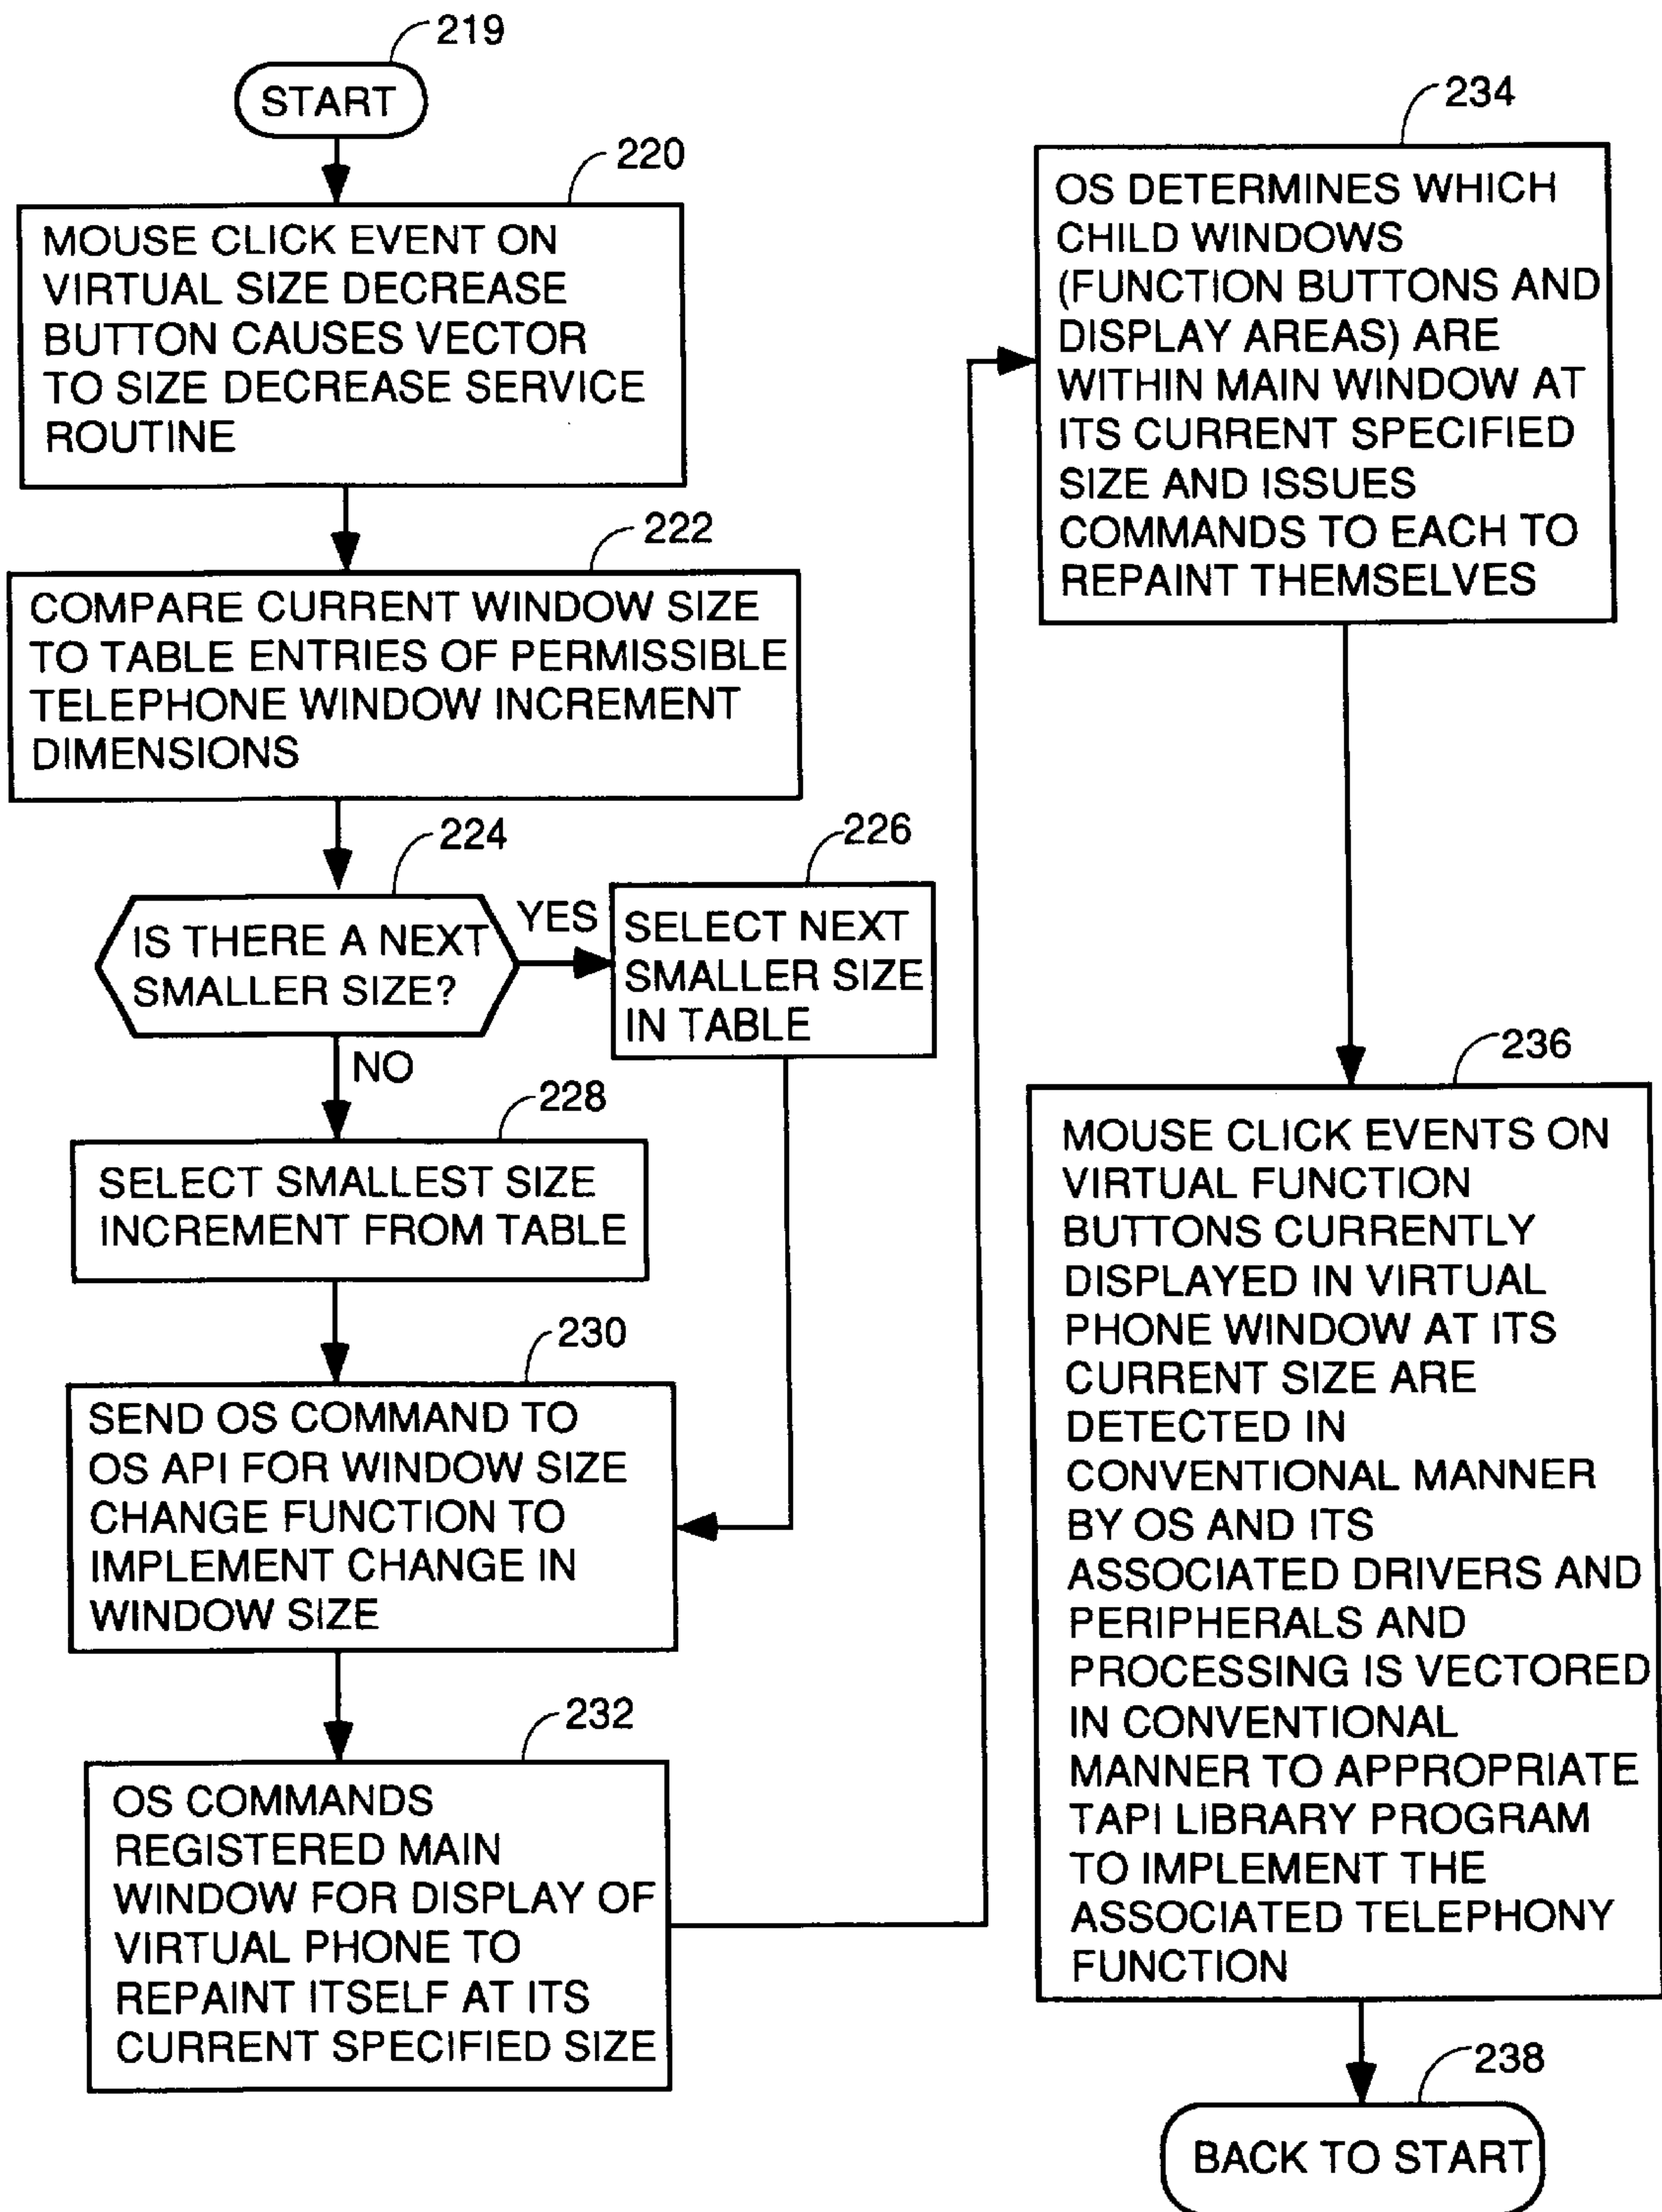 219
START
220
MOUSE CLICK EVENT ON
VIRTUAL SIZE DECREASE
BUTTON CAUSES VECTOR
TO SIZE DECREASE SERVICE
ROUTINE
222
COMPARE CURRENT WINDOW SIZE
TO TABLE ENTRIES OF PERMISSIBLE
TELEPHONE WINDOW INCREMENT
DIMENSIONS
224
IS THERE A NEXT
SMALLER SIZE?
YES
226
SELECT NEXT
SMALLER SIZE
IN TABLE
NO
228
SELECT SMALLEST SIZE
INCREMENT FROM TABLE
230
SEND OS COMMAND TO
OS API FOR WINDOW SIZE
CHANGE FUNCTION TO
IMPLEMENT CHANGE IN
WINDOW SIZE
232
OS COMMANDS
REGISTERED MAIN
WINDOW FOR DISPLAY OF
VIRTUAL PHONE TO
REPAINT ITSELF AT ITS
CURRENT SPECIFIED SIZE
234
OS DETERMINES WHICH
CHILD WINDOWS
(FUNCTION BUTTONS AND
DISPLAY AREAS) ARE
WITHIN MAIN WINDOW AT
ITS CURRENT SPECIFIED
SIZE AND ISSUES
COMMANDS TO EACH TO
REPAINT THEMSELVES
236
MOUSE CLICK EVENTS ON
VIRTUAL FUNCTION
BUTTONS CURRENTLY
DISPLAYED IN VIRTUAL
PHONE WINDOW AT ITS
CURRENT SIZE ARE
DETECTED IN
CONVENTIONAL MANNER
BY OS AND ITS
ASSOCIATED DRIVERS AND
PERIPHERALS AND
PROCESSING IS VECTORED
IN CONVENTIONAL
MANNER TO APPROPRIATE
TAPI LIBRARY PROGRAM
TO IMPLEMENT THE
ASSOCIATED TELEPHONY
FUNCTION
238
BACK TO START